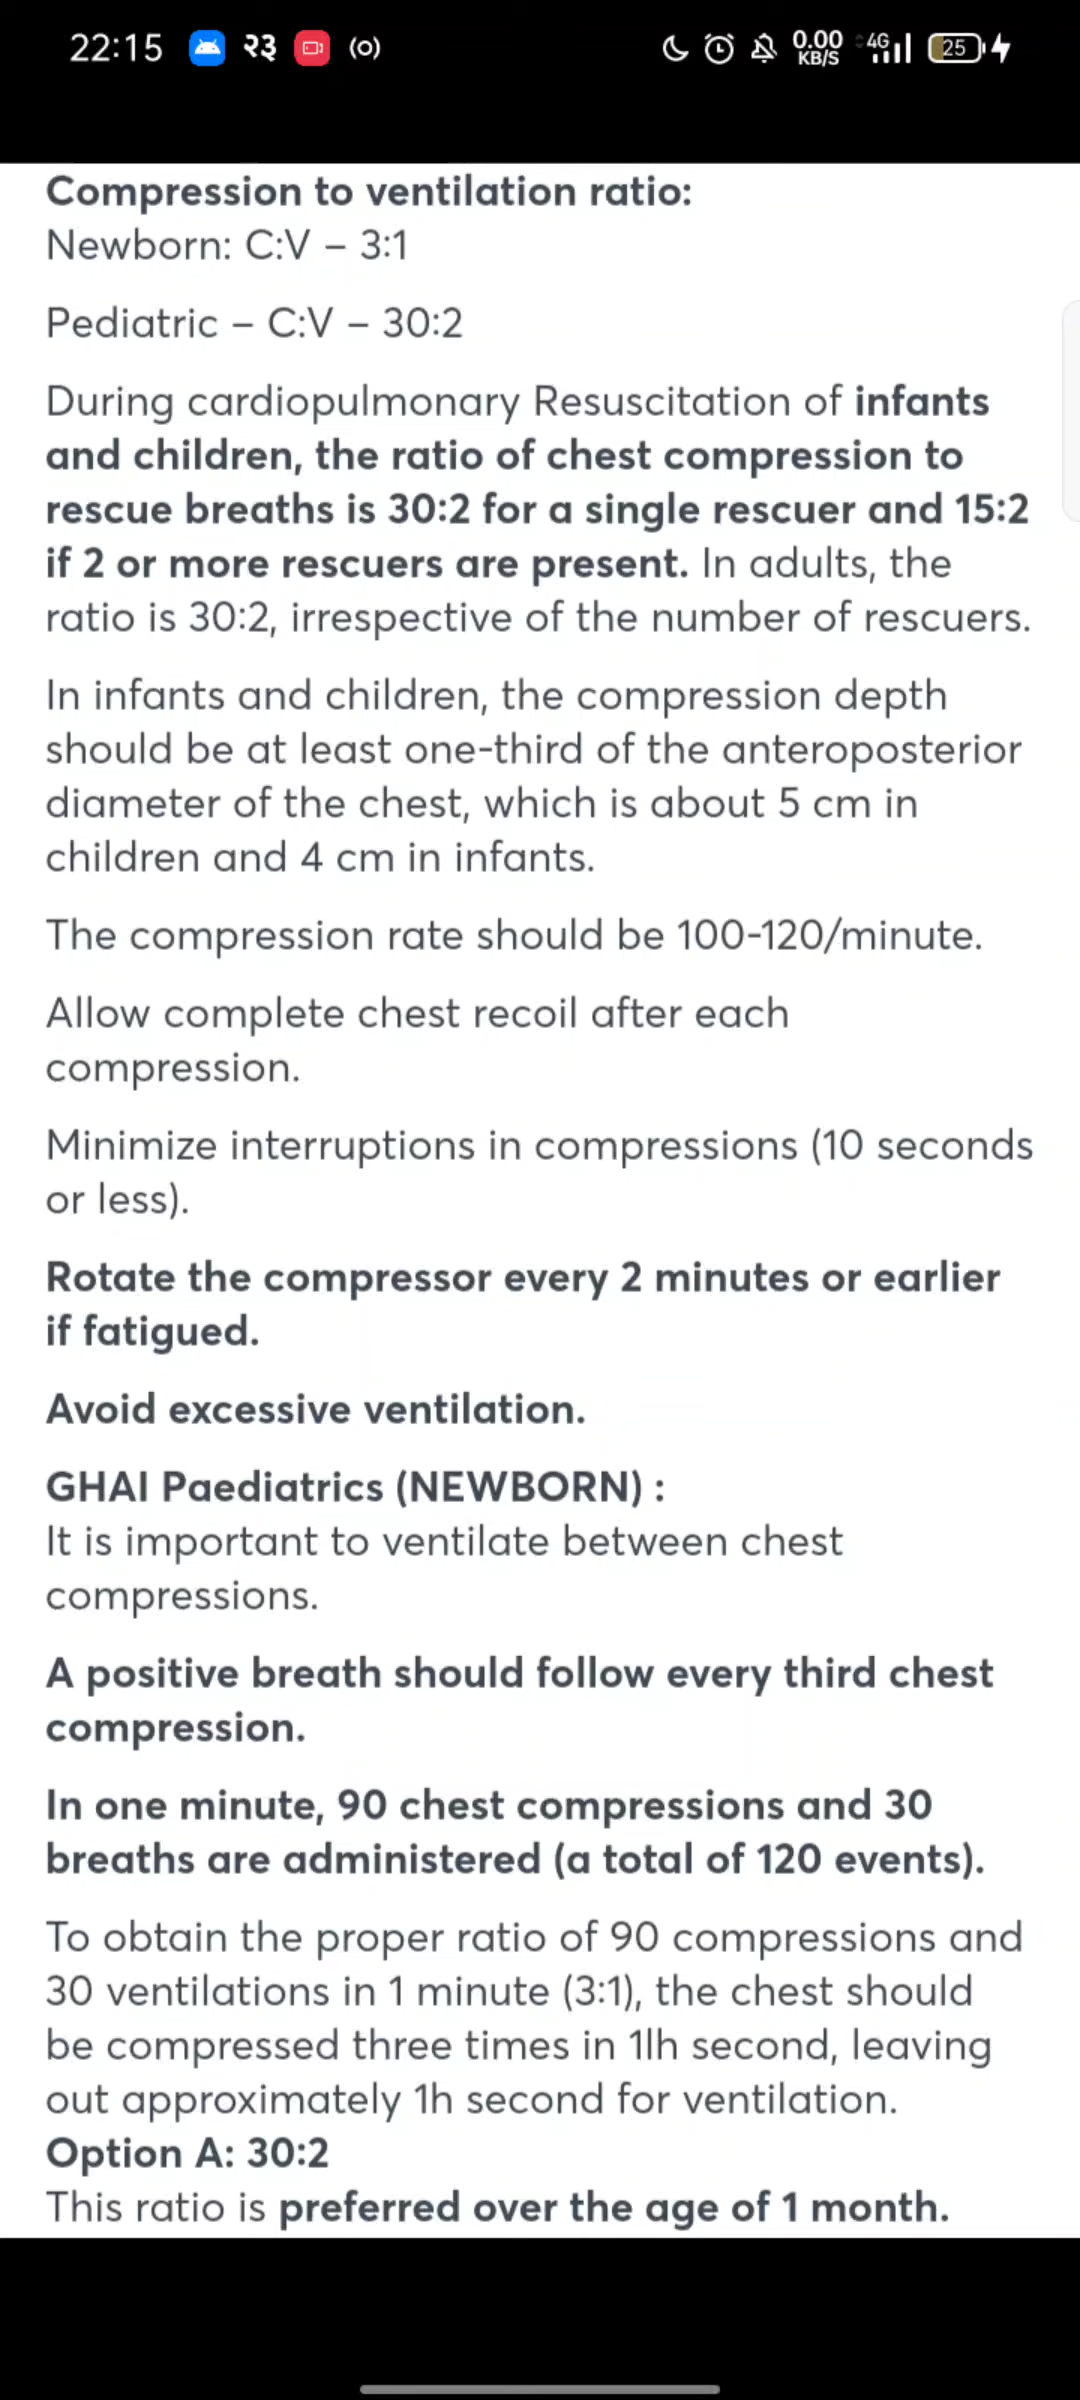 22:15 २३ 0.00 KB/S 4G 25
Compression to ventilation ratio:
Newborn: C:V – 3:1
Pediatric – C:V – 30:2
During cardiopulmonary Resuscitation of infants
and children, the ratio of chest compression to
rescue breaths is 30:2 for a single rescuer and 15:2
if 2 or more rescuers are present. In adults, the
ratio is 30:2, irrespective of the number of rescuers.
In infants and children, the compression depth
should be at least one-third of the anteroposterior
diameter of the chest, which is about 5 cm in
children and 4 cm in infants.
The compression rate should be 100-120/minute.
Allow complete chest recoil after each
compression.
Minimize interruptions in compressions (10 seconds
or less).
Rotate the compressor every 2 minutes or earlier
if fatigued.
Avoid excessive ventilation.
GHAI Paediatrics (NEWBORN) :
It is important to ventilate between chest
compressions.
A positive breath should follow every third chest
compression.
In one minute, 90 chest compressions and 30
breaths are administered (a total of 120 events).
To obtain the proper ratio of 90 compressions and
30 ventilations in 1 minute (3:1), the chest should
be compressed three times in 1lh second, leaving
out approximately 1h second for ventilation.
Option A: 30:2
This ratio is preferred over the age of 1 month.